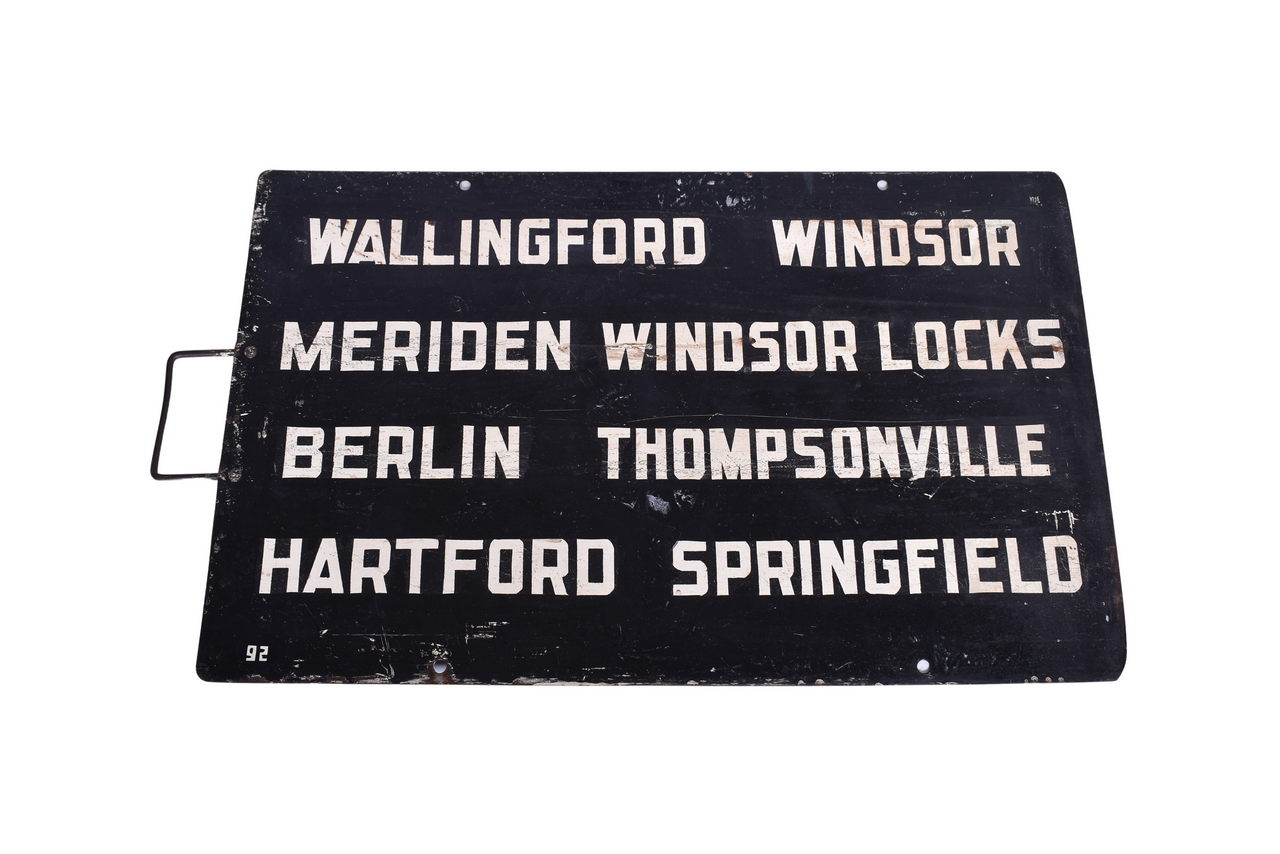 WALLINGFORD WINDSOR
MERIDEN WINDSOR LOCKS
BERLIN THOMPSONVILLE
HARTFORD SPRINGFIELD
92